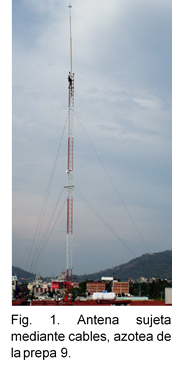 Fig. 1. Antena sujeta
mediante cables, azotea de
la prepa 9.